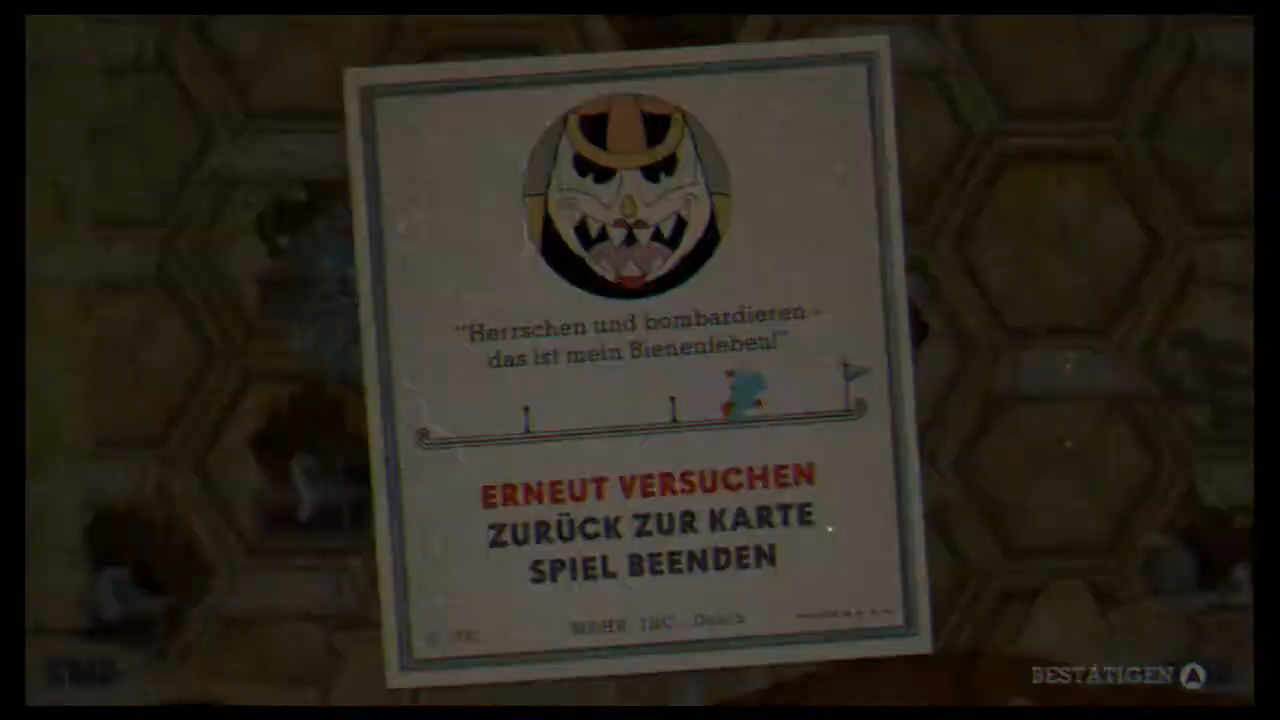 "Herrschen und bombardieren -
das ist mein Bienenleben!"
ERNEUT VERSUCHEN
ZURÜCK ZUR KARTE
SPIEL BEENDEN
BESTÄTIGEN A